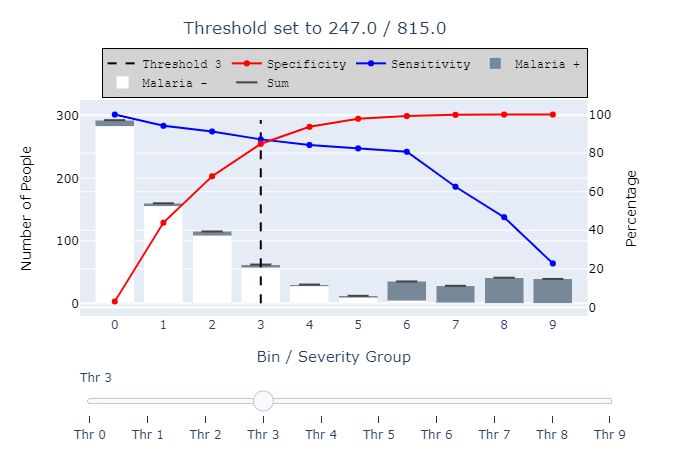 Threshold set to 247.0 / 815.0
Threshold 3 Specificity Sensitivity Malaria +
Malaria - Sum
300 100
80
200 60
100 40
20
0 0
Number of People
Percentage
0 1 2 3 4 5 6 7 8 9
Bin / Severity Group
Thr 3
Thr 0 Thr 1 Thr 2 Thr 3 Thr 4 Thr 5 Thr 6 Thr 7 Thr 8 Thr 9